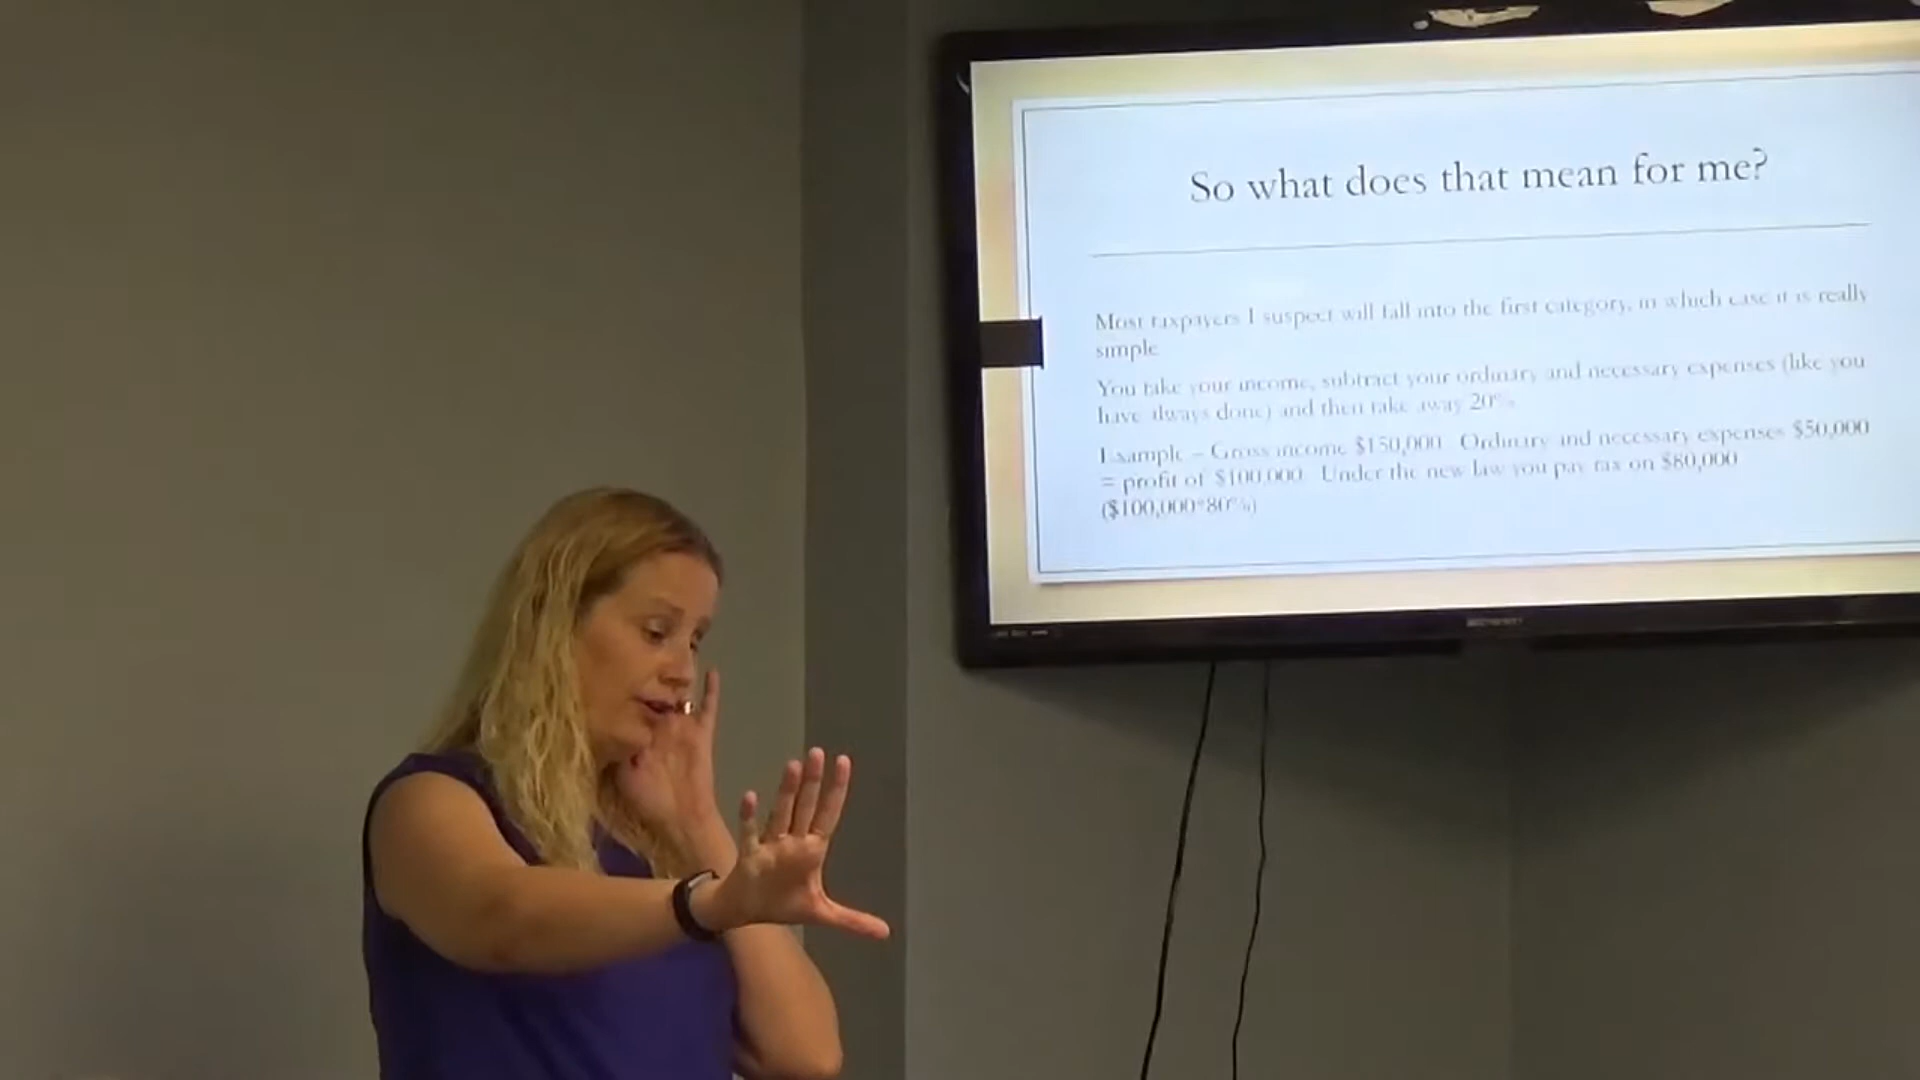 So what does that mean for me?
Most taxpayers I suspect will fall into the first category, in which case it is really
simple
You take your income, subtract your ordinary and necessary expenses (like you
have always done) and then take away 20%.
Example – Gross income $150,000 Ordinary and necessary expenses $50,000
= profit of $100,000 Under the new law you pay tax on $80,000
($100,000*80%)